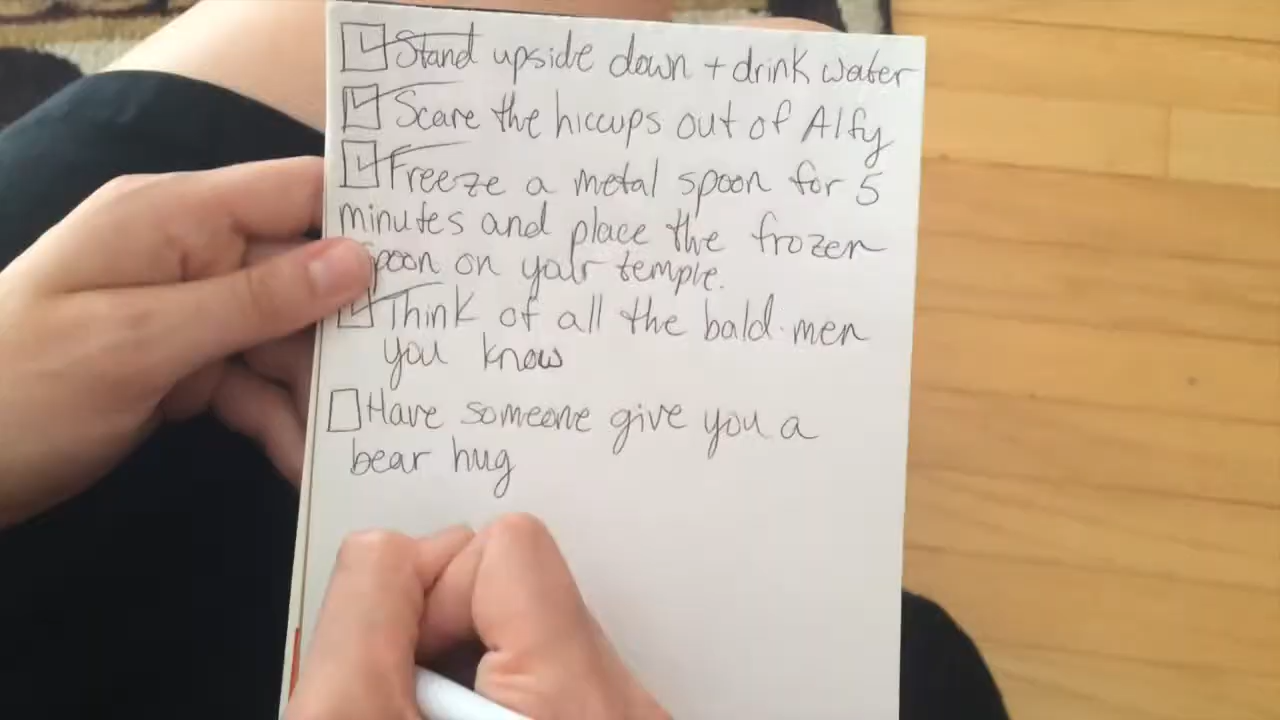 Stand upside down + drink water
Scare the hiccups out of Alfy
Freeze a metal spoon for 5
minutes and place the frozen
spoon on your temple.
Think of all the bald men
you know
Have someone give you a
bear hug